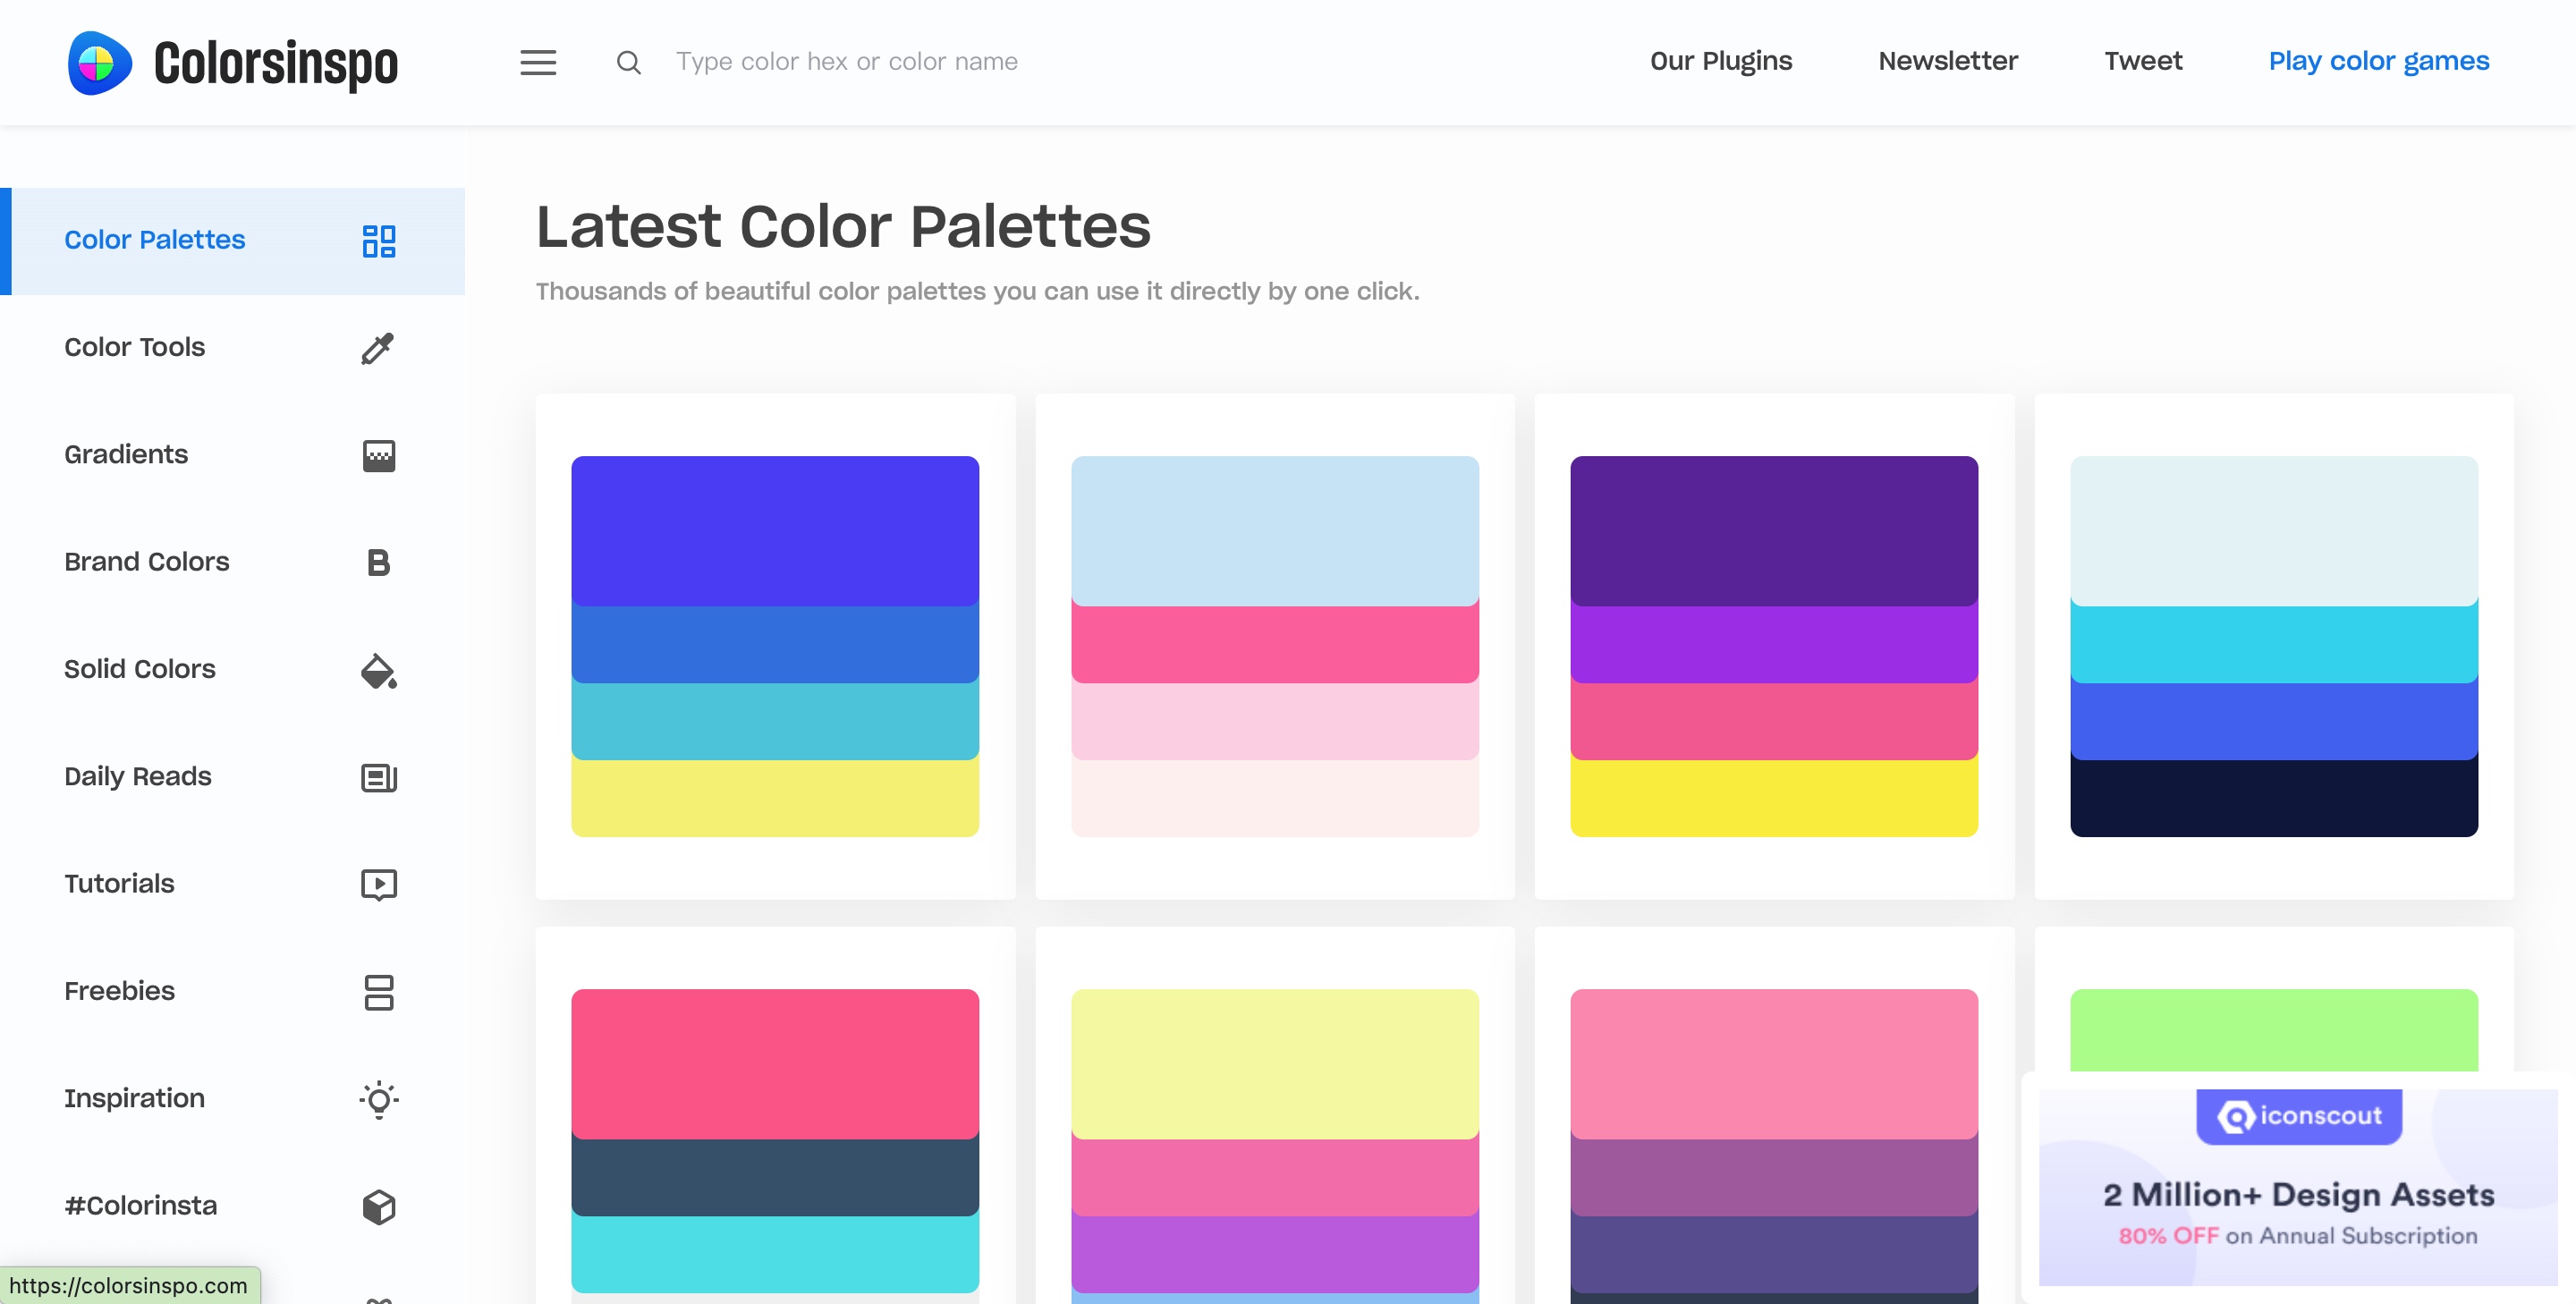 Colorsinspo
Type color hex or color name
Our Plugins
Newsletter
Tweet
Play color games
Color Palettes
Color Tools
Gradients
Brand Colors
B
Solid Colors
Daily Reads
Tutorials
Freebies
Inspiration
#Colorinsta
https://colorsinspo.com
Latest Color Palettes
Thousands of beautiful color palettes you can use it directly by one click.
iconscout
2 Million+ Design Assets
80% OFF on Annual Subscription